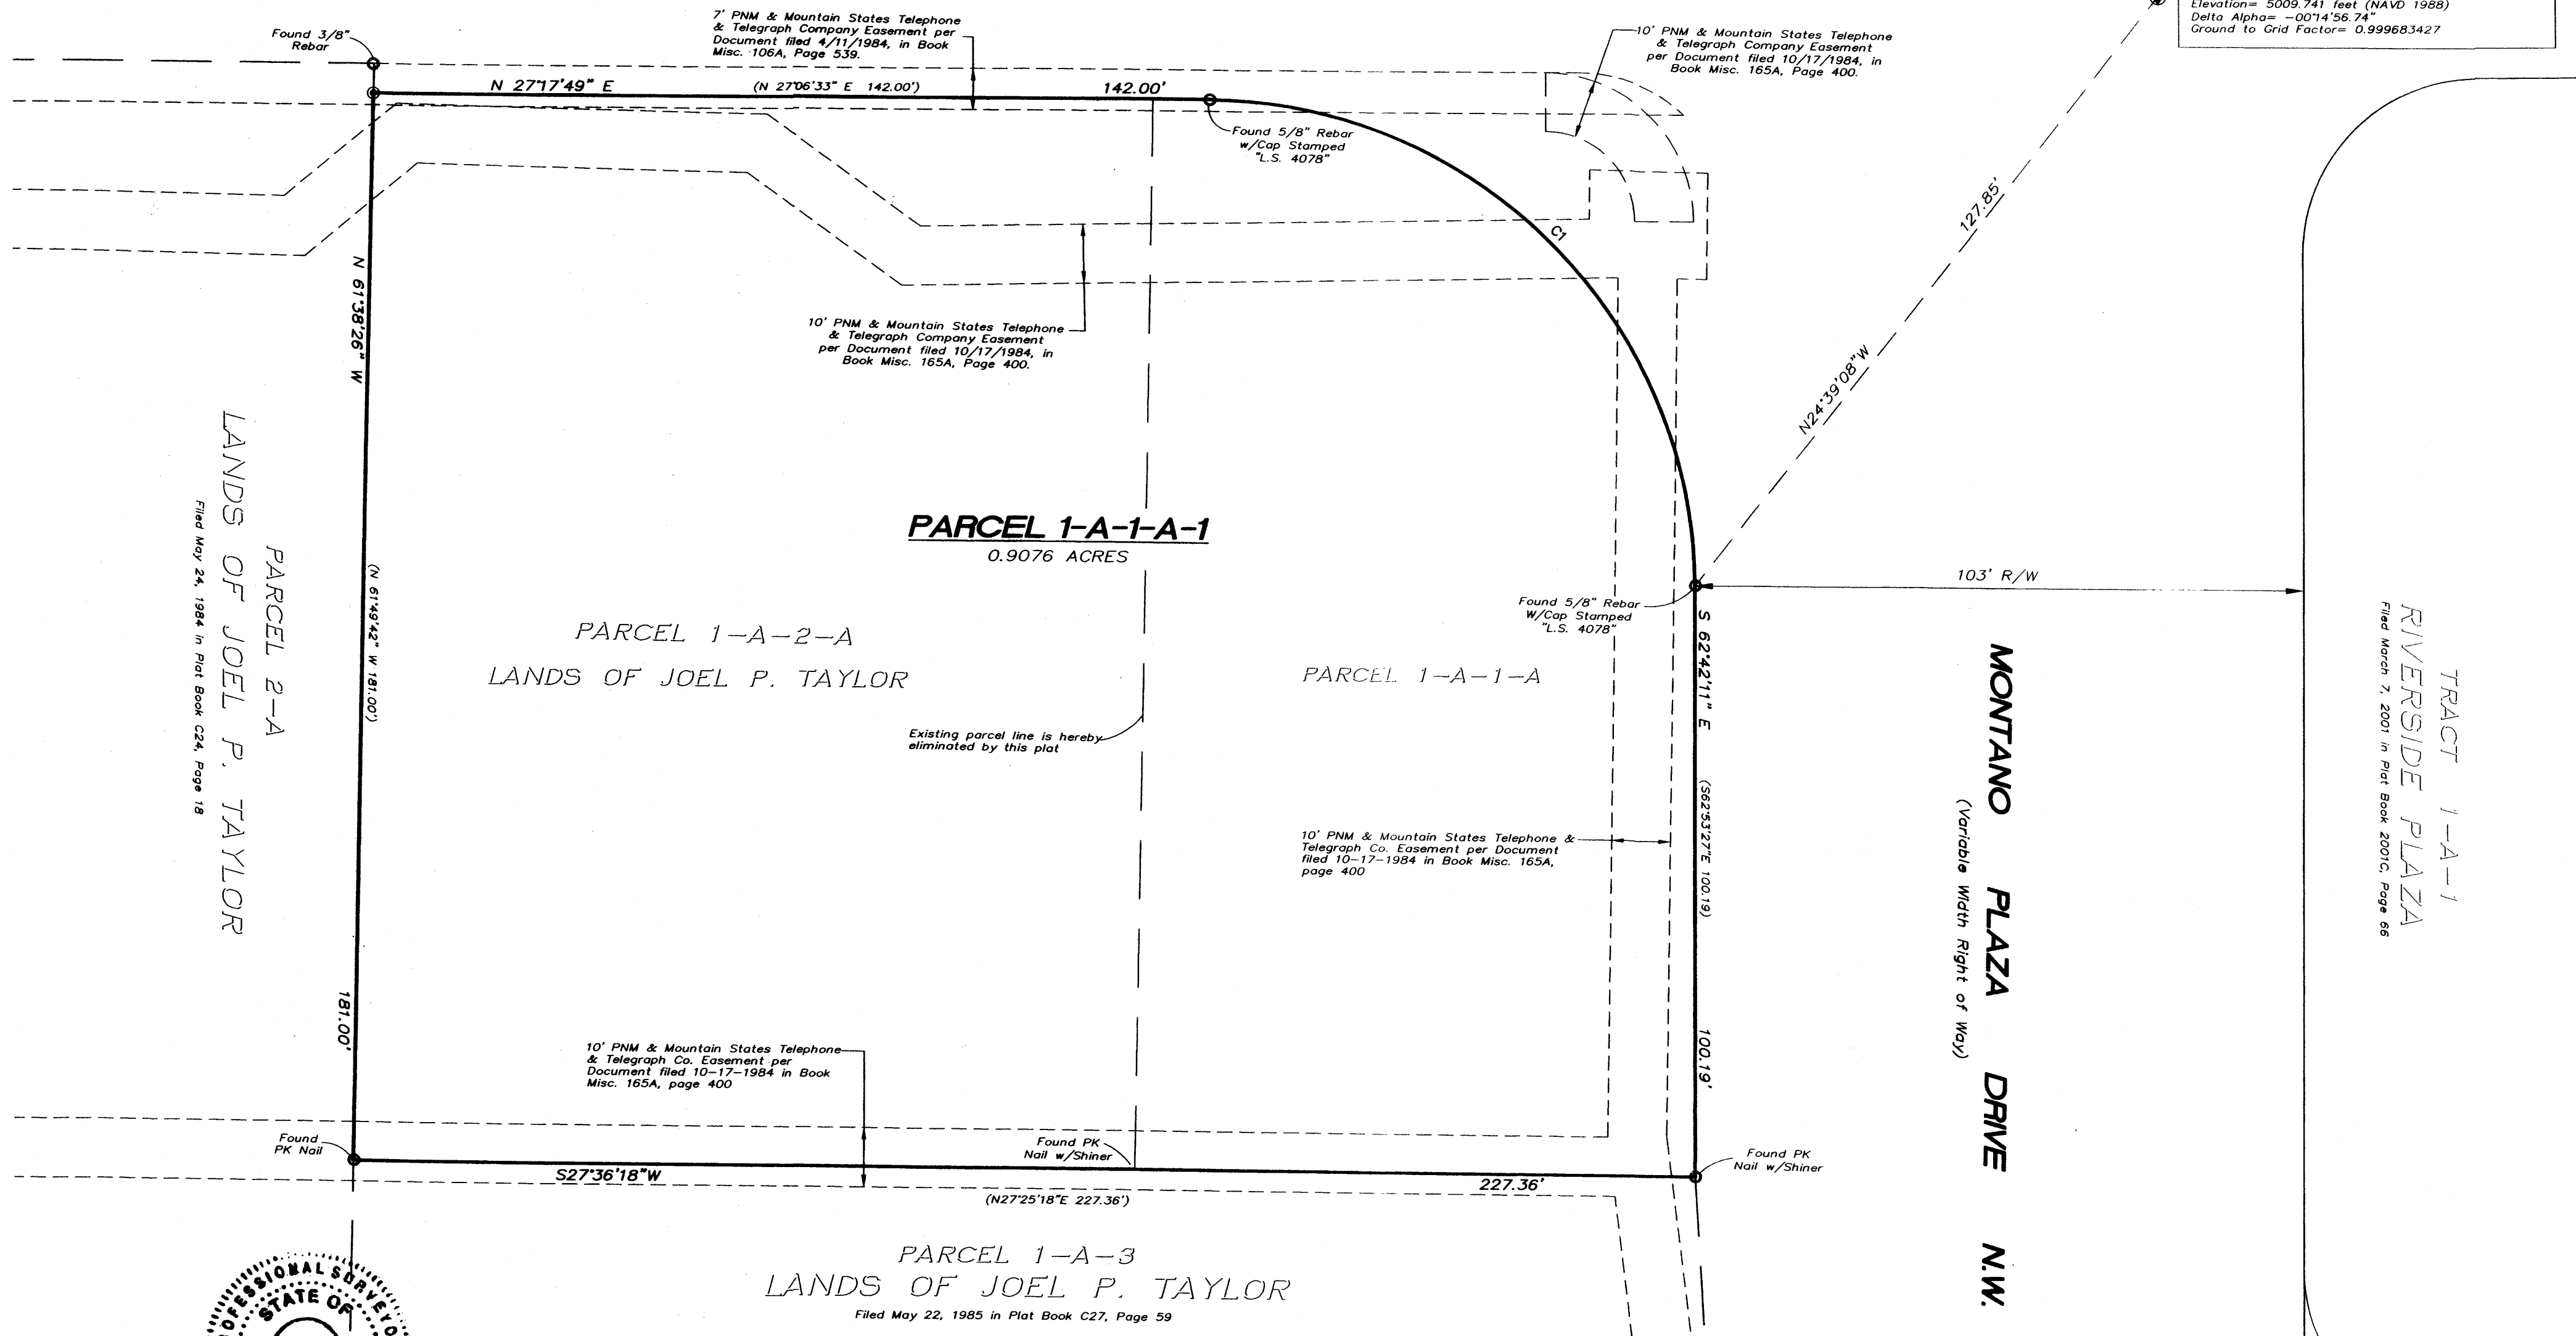 Elevation= 5009.741 feet (NAVD 1988)
Delta Alpha= -00°14'56.74"
Ground to Grid Factor= 0.999683427
7' PNM & Mountain States Telephone
& Telegraph Company Easement per
Document filed 4/11/1984, in Book
Misc. 106A, Page 539.
Found 3/8"
Rebar
10' PNM & Mountain States Telephone
& Telegraph Company Easement
per Document filed 10/17/1984, in
Book Misc. 165A, Page 400.
N 27°17'49" E
(N 27°06'33" E 142.00')
142.00'
Found 5/8" Rebar
w/Cap Stamped
"L.S. 4078"
C1
127.85'
N24°39'08"W
N 61°38'26" W
(N 61°49'42" W 181.00')
181.00'
10' PNM & Mountain States Telephone
& Telegraph Company Easement
per Document filed 10/17/1984, in
Book Misc. 165A, Page 400.
PARCEL 2-A
LANDS OF JOEL P. TAYLOR
Filed May 24, 1984 in Plat Book C24, Page 18
PARCEL 1-A-1-A-1
0.9076 ACRES
PARCEL 1-A-2-A
LANDS OF JOEL P. TAYLOR
PARCEL 1-A-1-A
Existing parcel line is hereby
eliminated by this plat
Found 5/8" Rebar
W/Cap Stamped
"L.S. 4078"
103' R/W
S 62°42'11" E
(S62°53'27"E 100.19)
100.19'
MONTANO PLAZA DRIVE N.W.
(Variable Width Right of Way)
TRACT 1-A-1
RIVERSIDE PLAZA
Filed March 7, 2001 in Plat Book 2001C, Page 66
10' PNM & Mountain States Telephone &
Telegraph Co. Easement per Document
filed 10-17-1984 in Book Misc. 165A,
page 400
10' PNM & Mountain States Telephone
& Telegraph Co. Easement per
Document filed 10-17-1984 in Book
Misc. 165A, page 400
Found
PK Nail
Found PK
Nail w/Shiner
Found PK
Nail w/Shiner
S27°36'18"W
(N27°25'18"E 227.36')
227.36'
PARCEL 1-A-3
LANDS OF JOEL P. TAYLOR
Filed May 22, 1985 in Plat Book C27, Page 59
PROFESSIONAL SURVEYO
STATE OF